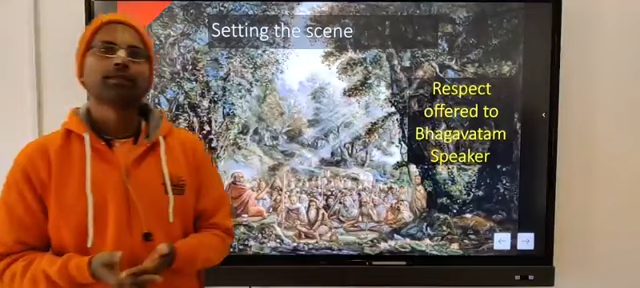 Setting the scene
Respect
offered to
Bhagavatam
Speaker